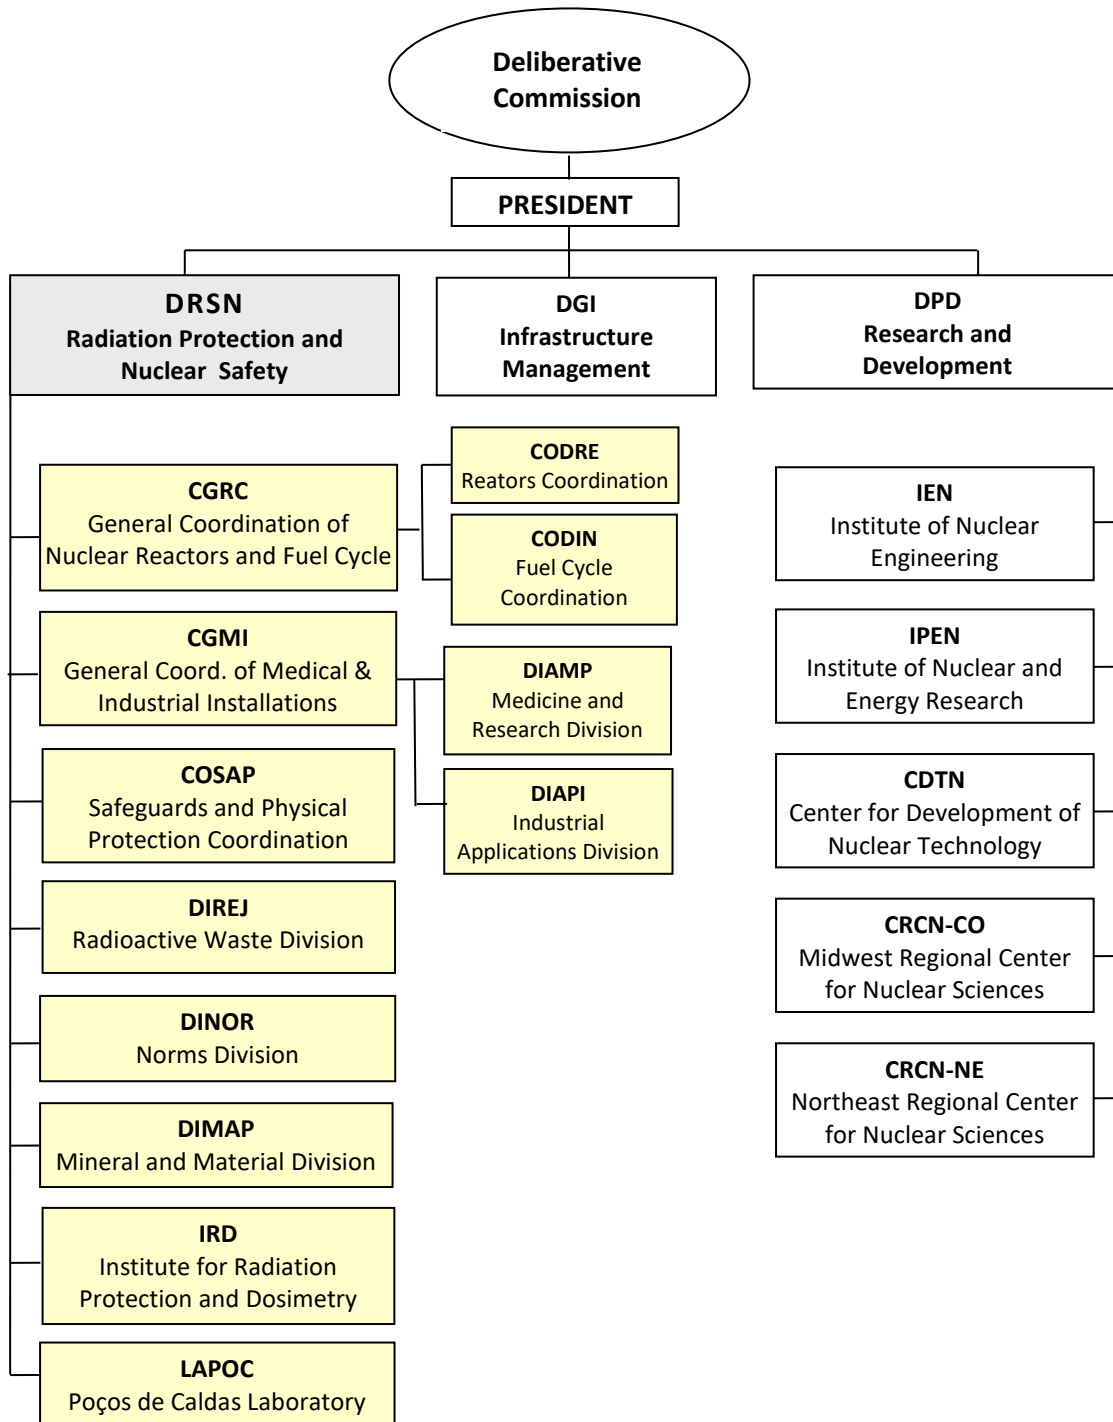 Deliberative
Commission
PRESIDENT
DRSN
Radiation Protection and
Nuclear Safety
DGI
Infrastructure
Management
DPD
Research and
Development
CGRC
General Coordination of
Nuclear Reactors and Fuel Cycle
CODRE
Reators Coordination
CODIN
Fuel Cycle
Coordination
CGMI
General Coord. of Medical &
Industrial Installations
DIAMP
Medicine and
Research Division
DIAPI
Industrial
Applications Division
COSAP
Safeguards and Physical
Protection Coordination
DIREJ
Radioactive Waste Division
DINOR
Norms Division
DIMAP
Mineral and Material Division
IRD
Institute for Radiation
Protection and Dosimetry
LAPOC
Poços de Caldas Laboratory
IEN
Institute of Nuclear
Engineering
IPEN
Institute of Nuclear and
Energy Research
CDTN
Center for Development of
Nuclear Technology
CRCN-CO
Midwest Regional Center
for Nuclear Sciences
CRCN-NE
Northeast Regional Center
for Nuclear Sciences